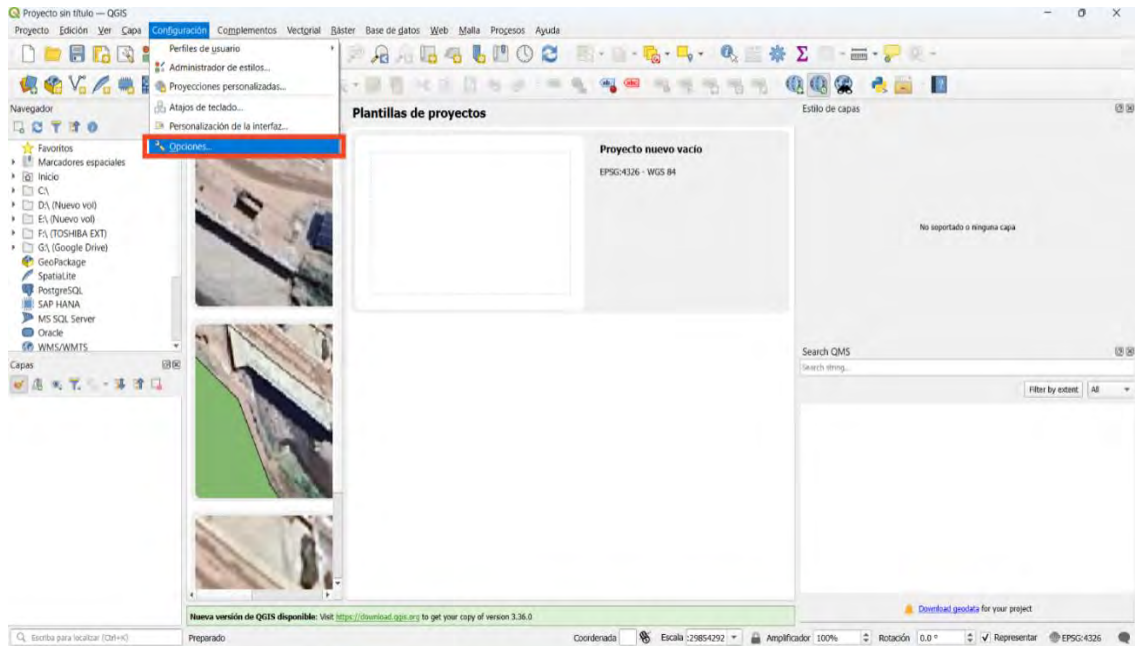 Proyecto sin título — QGIS
Proyecto Edición Ver Capa Configuración Complementos Vectorial Ráster Base de datos Web Malla Procesos Ayuda
Perfiles de usuario
Administrador de estilos...
Proyecciones personalizadas...
Atajos de teclado...
Personalización de la interfaz...
Opciones...
Navegador
Favoritos
Marcadores espaciales
Inicio
C:\
D:\ (Nuevo vol)
E:\ (Nuevo vol)
F:\ (TOSHIBA EXT)
G:\ (Google Drive)
GeoPackage
SpatiaLite
PostgreSQL
SAP HANA
MS SQL Server
Oracle
WMS/WMTS
Capas
Plantillas de proyectos
Proyecto nuevo vacío
EPSG:4326 - WGS 84
Nueva versión de QGIS disponible: Visit https://download.qgis.org to get your copy of version 3.36.0
Estilo de capas
No soportado o ninguna capa
Search QMS
Search string...
Filter by extent All
Download geodata for your project
Escriba para localizar (Ctrl+K) Preparado Coordenada Escala :29854292 Amplificador 100% Rotación 0.0 ° Representar EPSG:4326